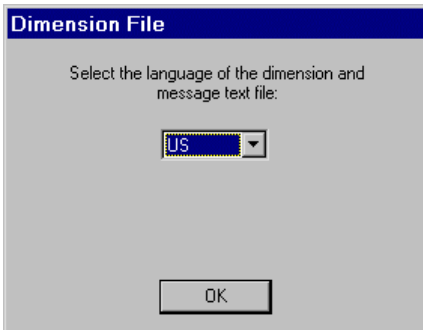 Dimension File
Select the language of the dimension and
message text file:
US
OK